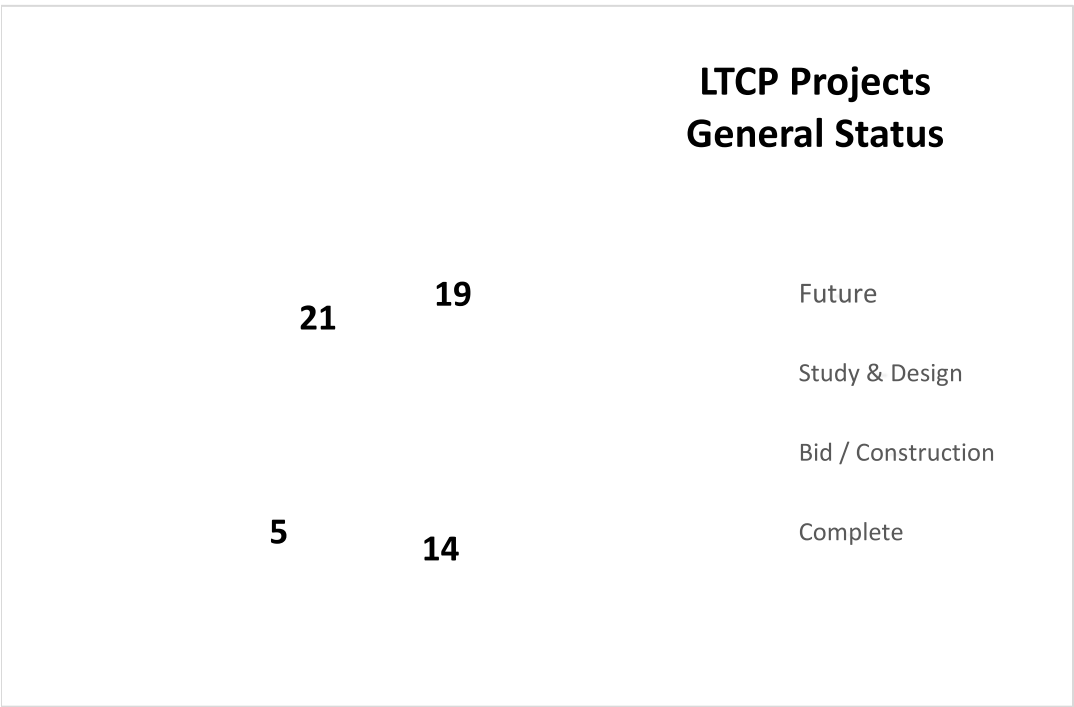 LTCP Projects
General Status
19
21
Future
Study & Design
Bid / Construction
5
14
Complete